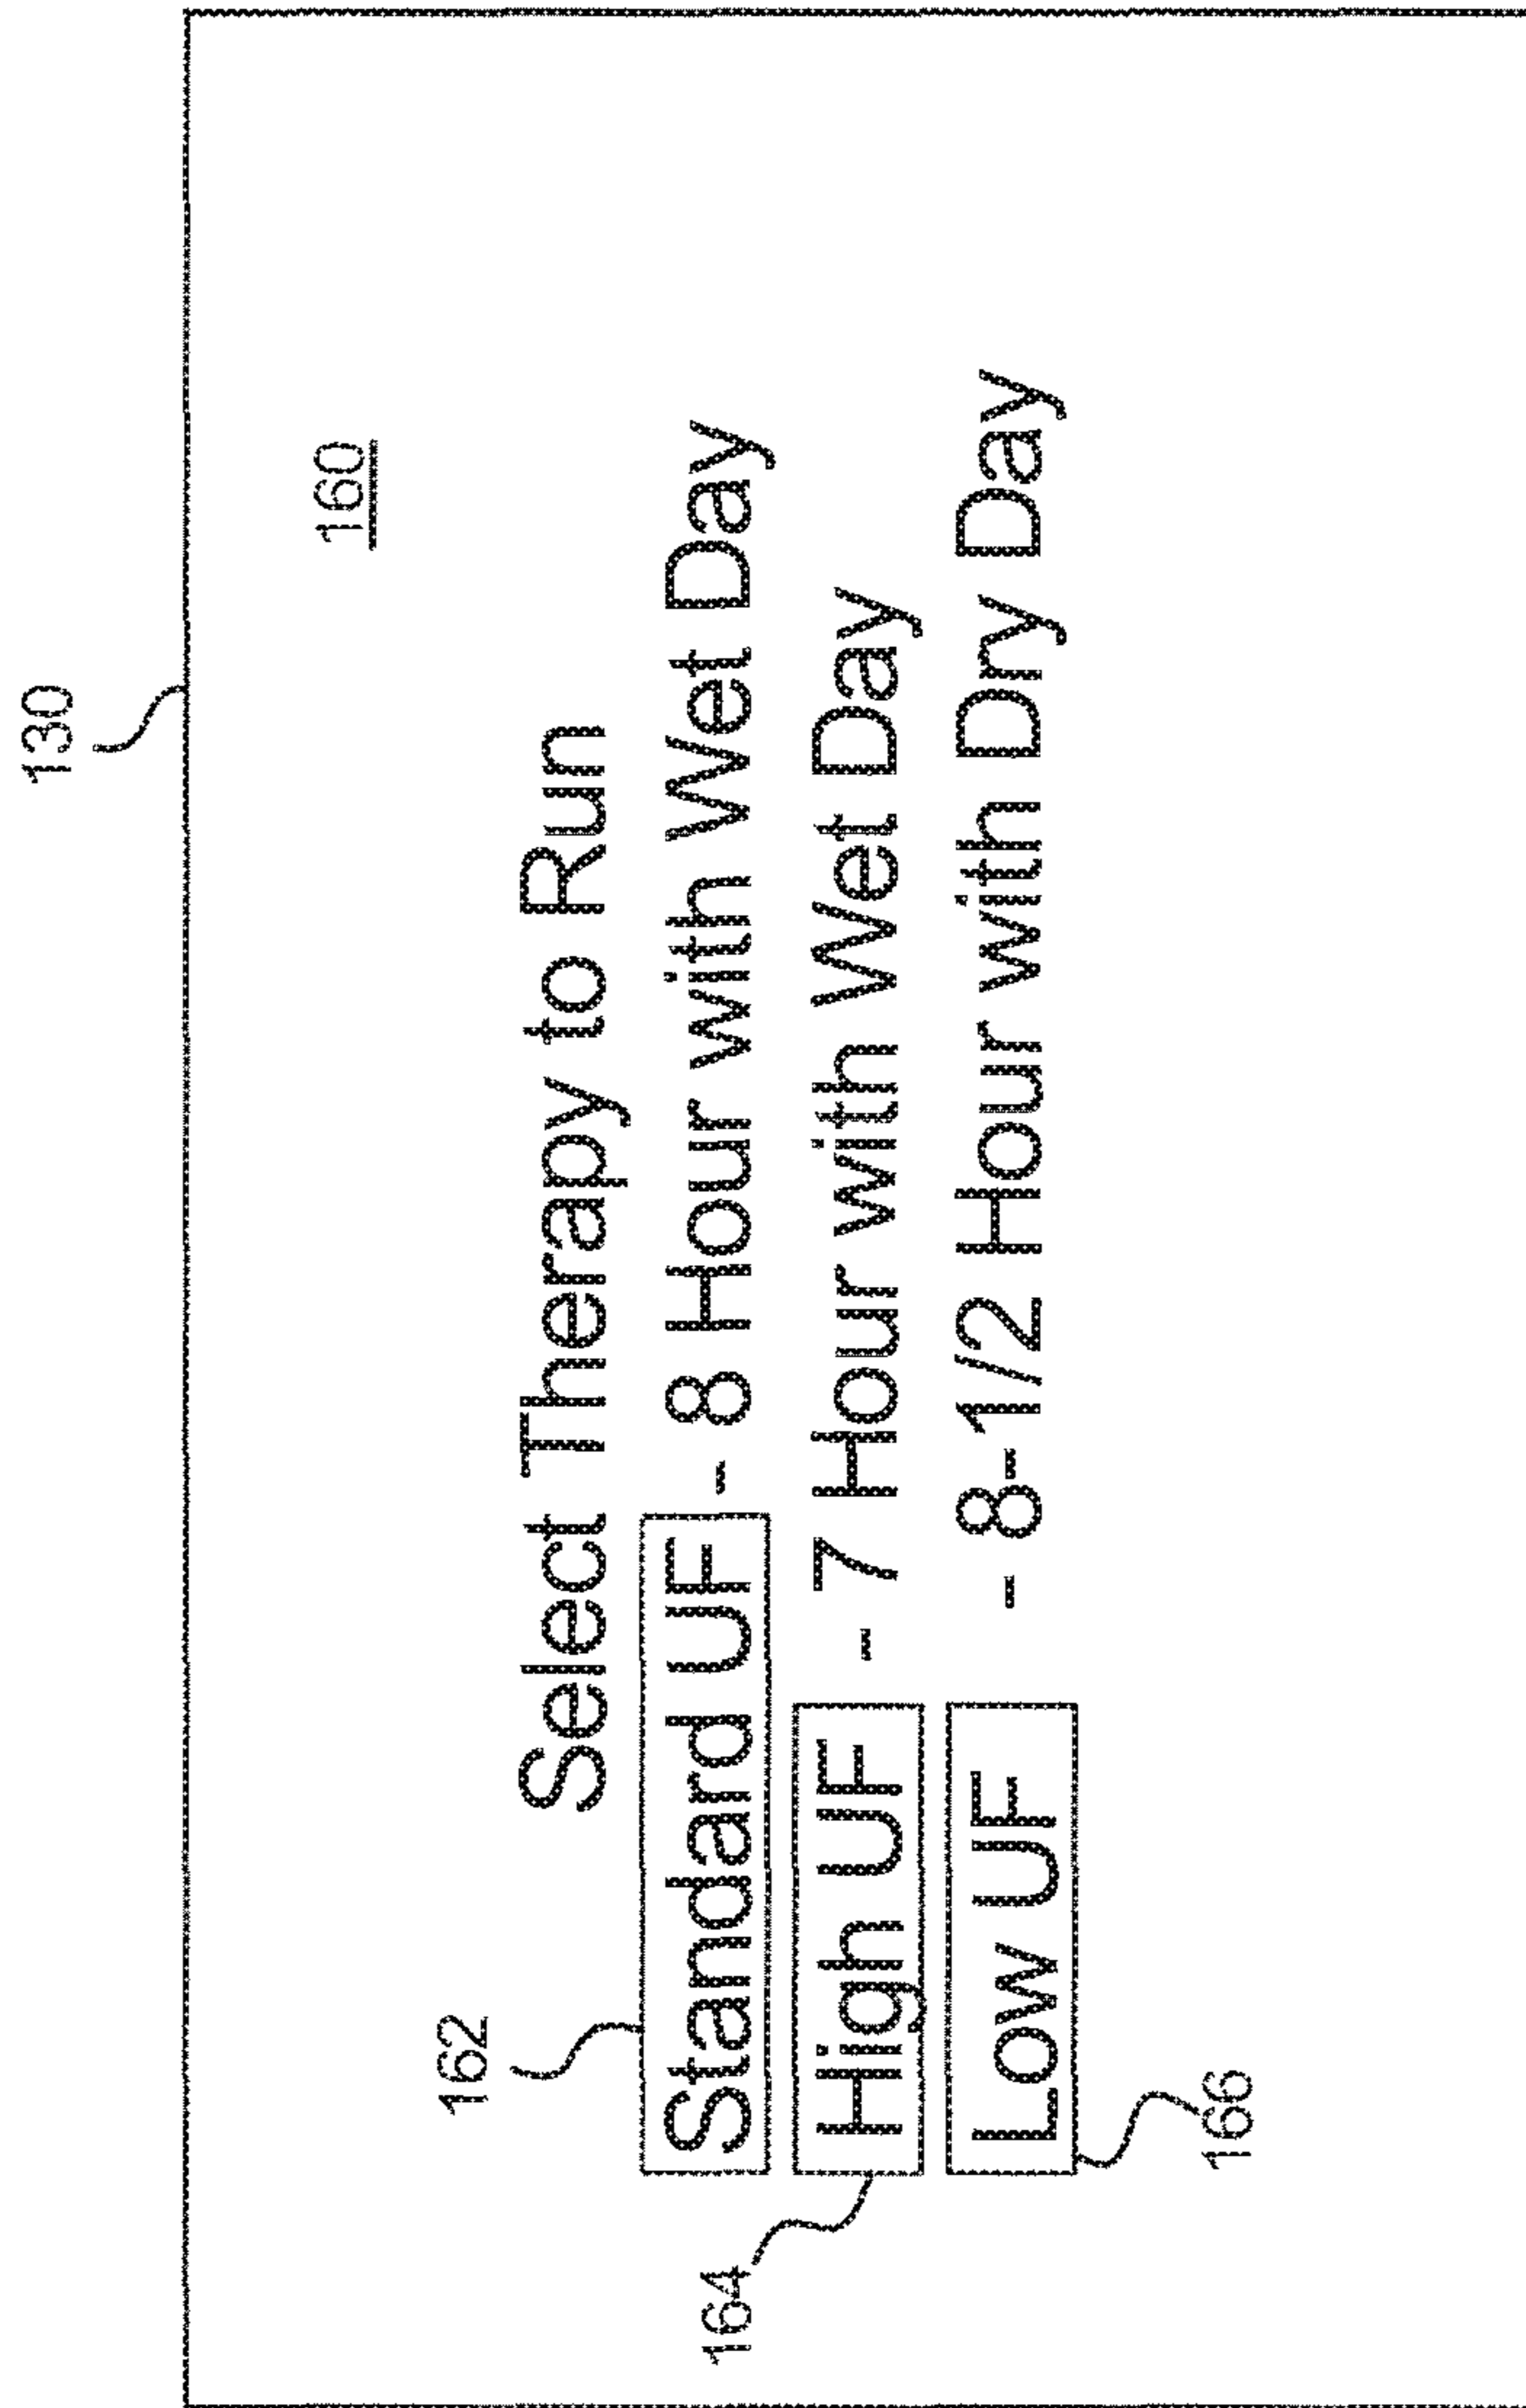 130
160
Select Therapy to Run
162
Standard UF - 8 Hour with Wet Day
164
High UF - 7 Hour with Wet Day
Low UF - 8-1/2 Hour with Dry Day
166